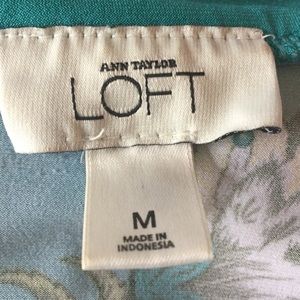 ANN TAYLOR
LOFT
M
MADE IN
INDONESIA